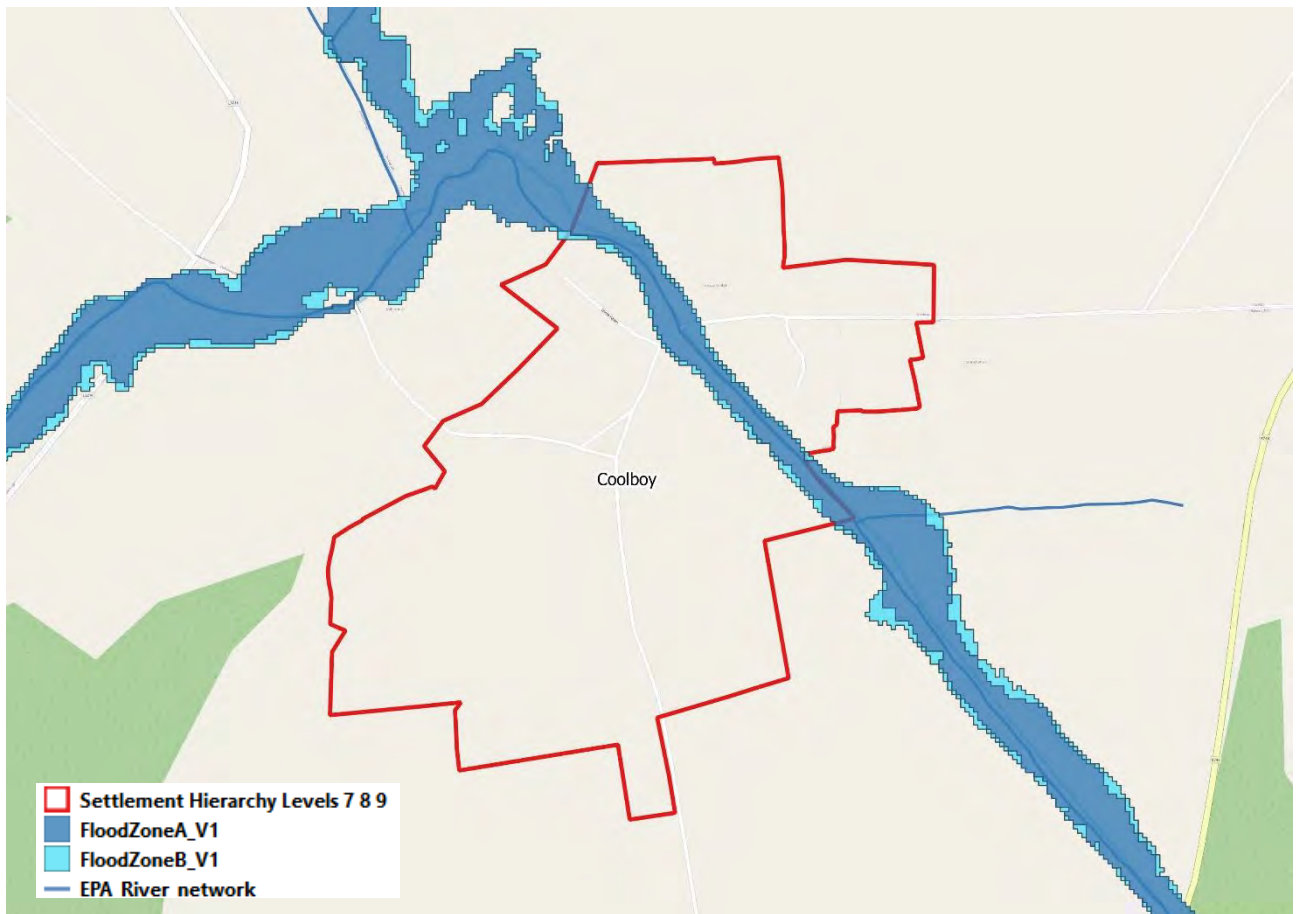 Coolboy
Settlement Hierarchy Levels 7 8 9
FloodZoneA_V1
FloodZoneB_V1
EPA River network